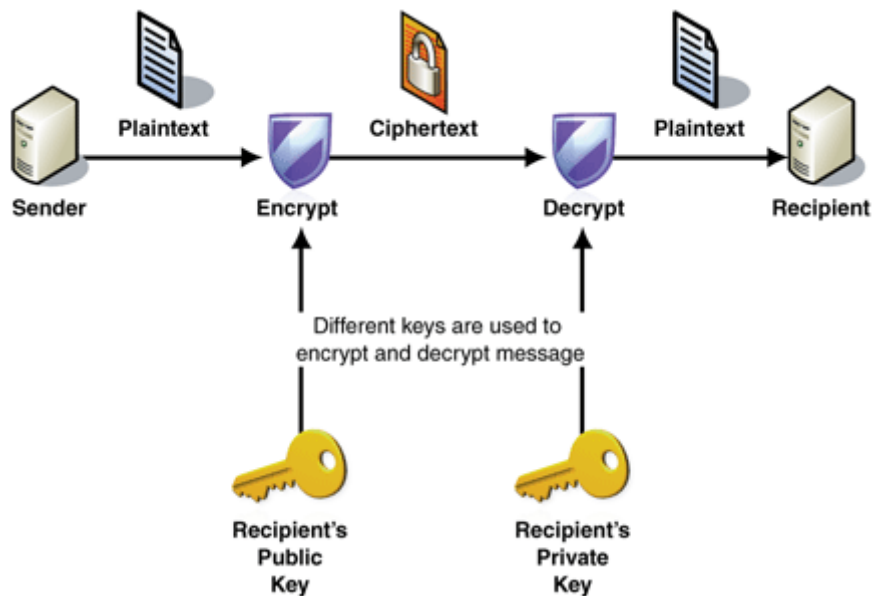 Plaintext
Ciphertext
Plaintext
Sender
Encrypt
Decrypt
Recipient
Different keys are used to
encrypt and decrypt message
Recipient's
Public
Key
Recipient's
Private
Key